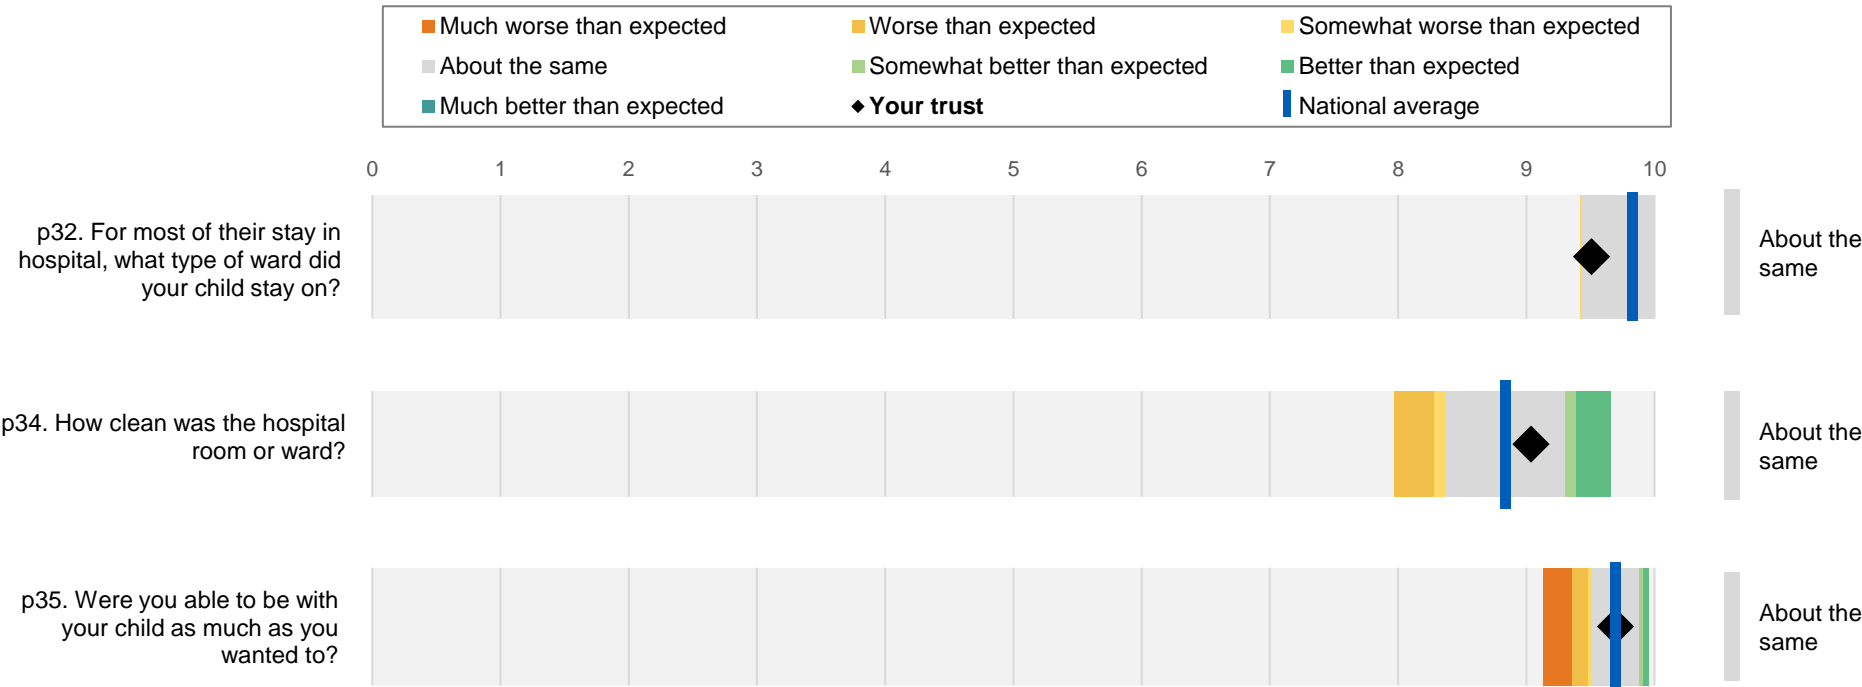 Much worse than expected
Worse than expected
Somewhat worse than expected
About the same
Somewhat better than expected
Better than expected
Much better than expected
Your trust
National average
0 1 2 3 4 5 6 7 8 9 10
p32. For most of their stay in
hospital, what type of ward did
your child stay on?
About the
same
p34. How clean was the hospital
room or ward?
About the
same
p35. Were you able to be with
your child as much as you
wanted to?
About the
same